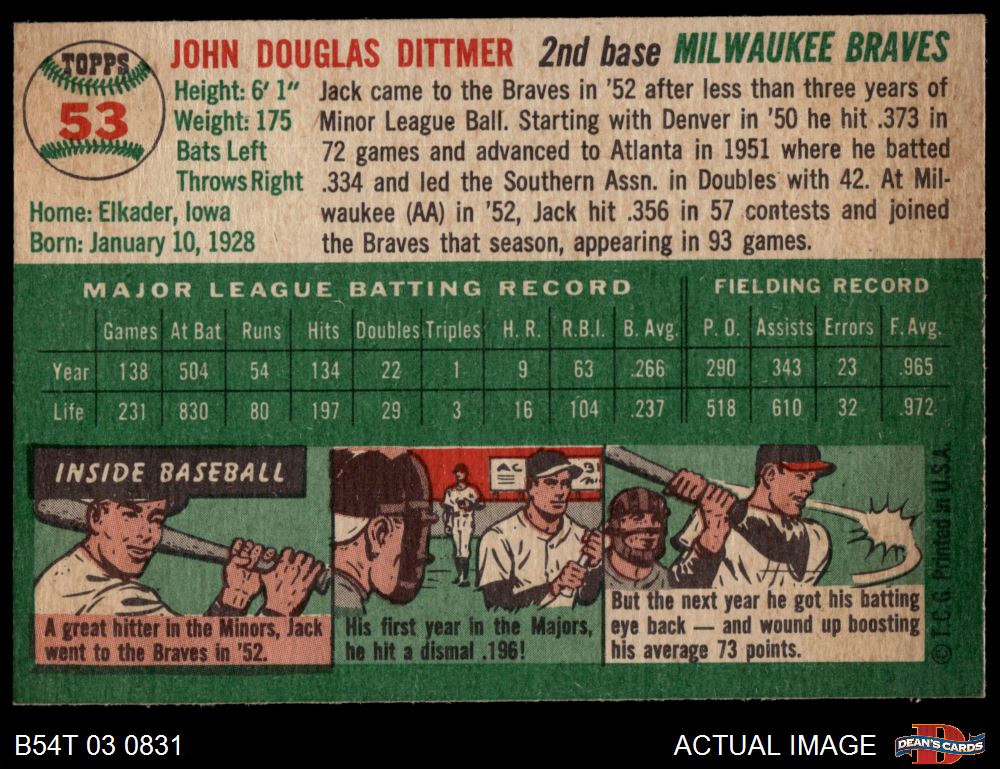 TOPPS
53
JOHN DOUGLAS DITTMER 2nd base MILWAUKEE BRAVES
Height: 6' 1"
Weight: 175
Bats Left
Throws Right
Home: Elkader, Iowa
Born: January 10, 1928
Jack came to the Braves in '52 after less than three years of
Minor League Ball. Starting with Denver in '50 he hit .373 in
72 games and advanced to Atlanta in 1951 where he batted
.334 and led the Southern Assn. in Doubles with 42. At Mil-
waukee (AA) in '52, Jack hit .356 in 57 contests and joined
the Braves that season, appearing in 93 games.
MAJOR LEAGUE BATTING RECORD FIELDING RECORD
Games At Bat Runs Hits Doubles Triples H. R. R.B.I. B. Avg. P. O. Assists Errors F. Avg.
Year 138 504 54 134 22 1 9 63 .266 290 343 23 .965
Life 231 830 80 197 29 3 16 104 .237 518 610 32 .972
INSIDE BASEBALL
A great hitter in the Minors, Jack
went to the Braves in '52.
AC
His first year in the Majors,
he hit a dismal .196!
But the next year he got his batting
eye back — and wound up boosting
his average 73 points.
© T. C. G. Printed in U.S.A.
B54T 03 0831
ACTUAL IMAGE
D
DEAN'S CARDS